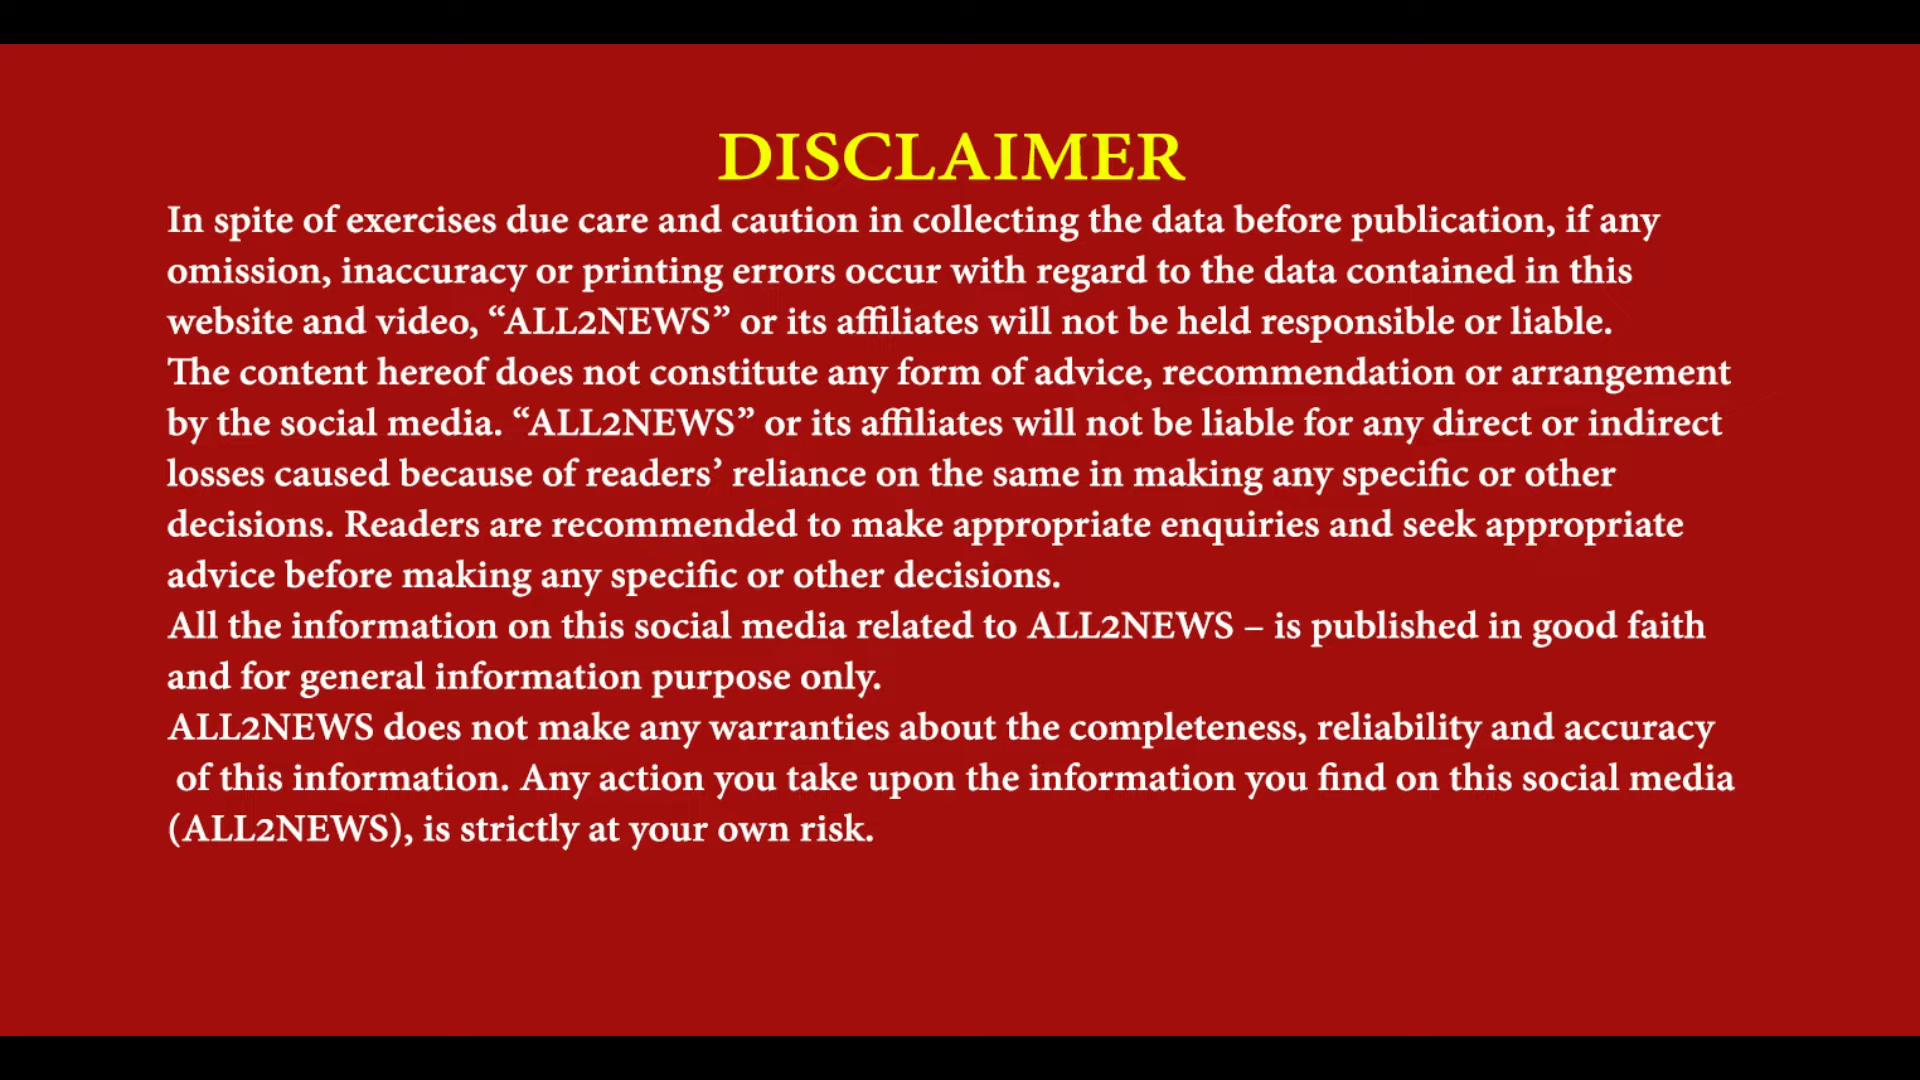 DISCLAIMER
In spite of exercises due care and caution in collecting the data before publication, if any
omission, inaccuracy or printing errors occur with regard to the data contained in this
website and video, “ALL2NEWS” or its affiliates will not be held responsible or liable.
The content hereof does not constitute any form of advice, recommendation or arrangement
by the social media. “ALL2NEWS” or its affiliates will not be liable for any direct or indirect
losses caused because of readers’ reliance on the same in making any specific or other
decisions. Readers are recommended to make appropriate enquiries and seek appropriate
advice before making any specific or other decisions.
All the information on this social media related to ALL2NEWS – is published in good faith
and for general information purpose only.
ALL2NEWS does not make any warranties about the completeness, reliability and accuracy
of this information. Any action you take upon the information you find on this social media
(ALL2NEWS), is strictly at your own risk.